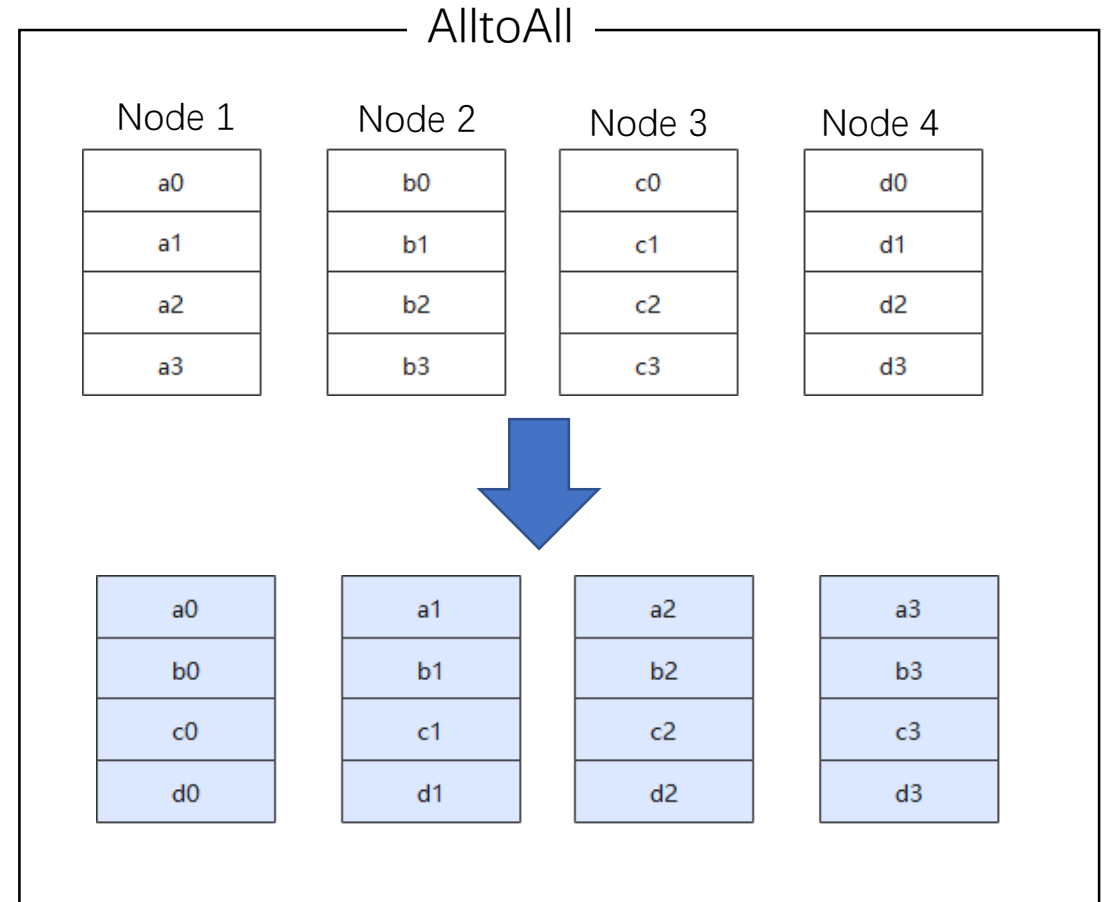 AlltoAll
Node 1 Node 2 Node 3 Node 4
a0 b0 c0 d0
a1 b1 c1 d1
a2 b2 c2 d2
a3 b3 c3 d3
a0 a1 a2 a3
b0 b1 b2 b3
c0 c1 c2 c3
d0 d1 d2 d3